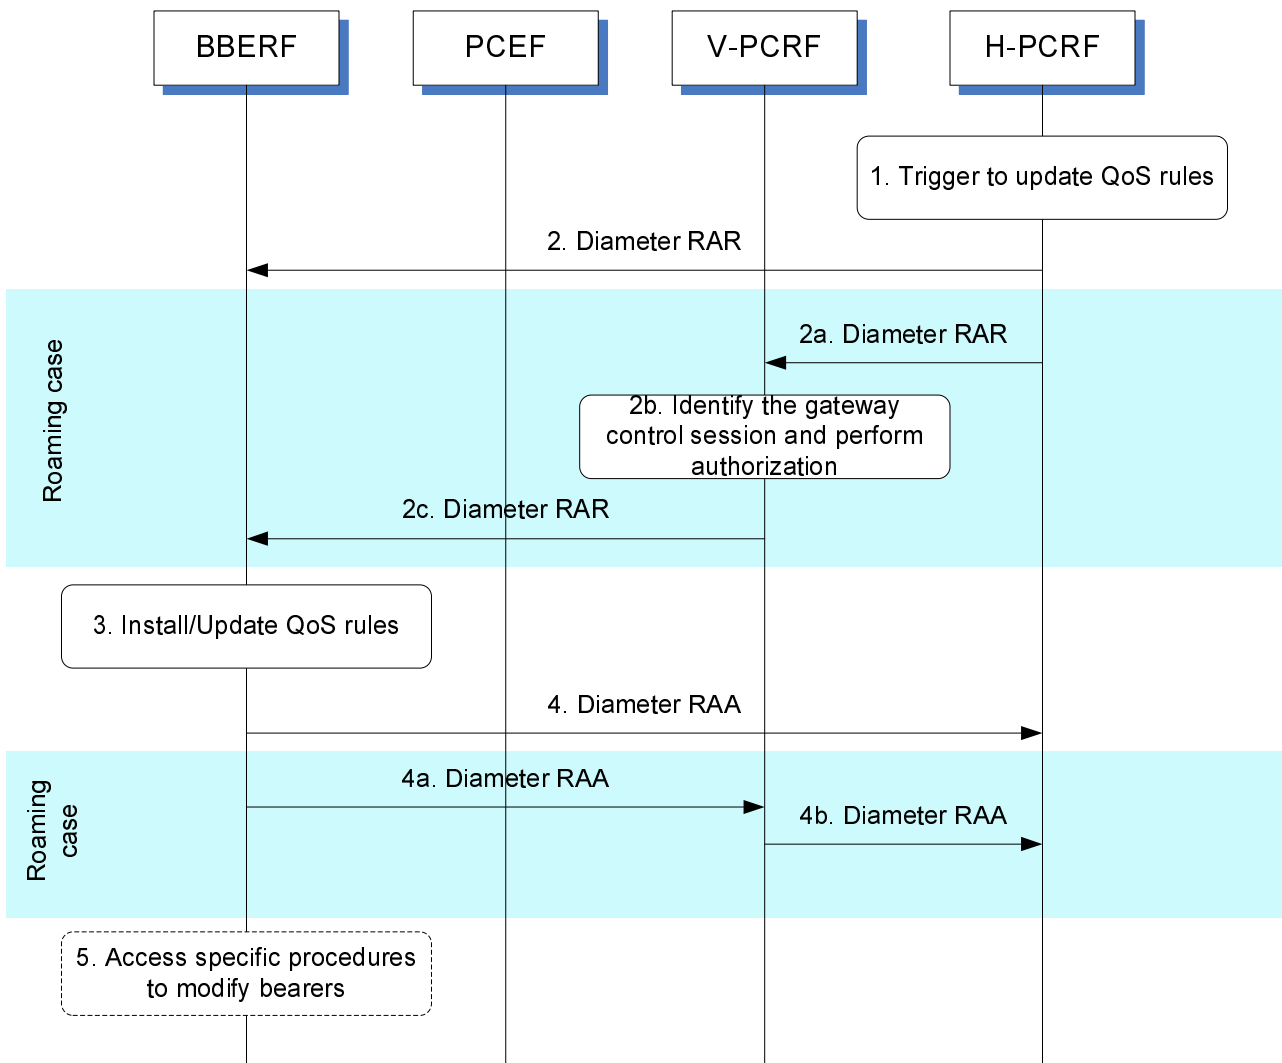 BBERF
PCEF
V-PCRF
H-PCRF
1. Trigger to update QoS rules
2. Diameter RAR
Roaming case
2a. Diameter RAR
2b. Identify the gateway
control session and perform
authorization
2c. Diameter RAR
3. Install/Update QoS rules
4. Diameter RAA
Roaming
case
4a. Diameter RAA
4b. Diameter RAA
5. Access specific procedures
to modify bearers